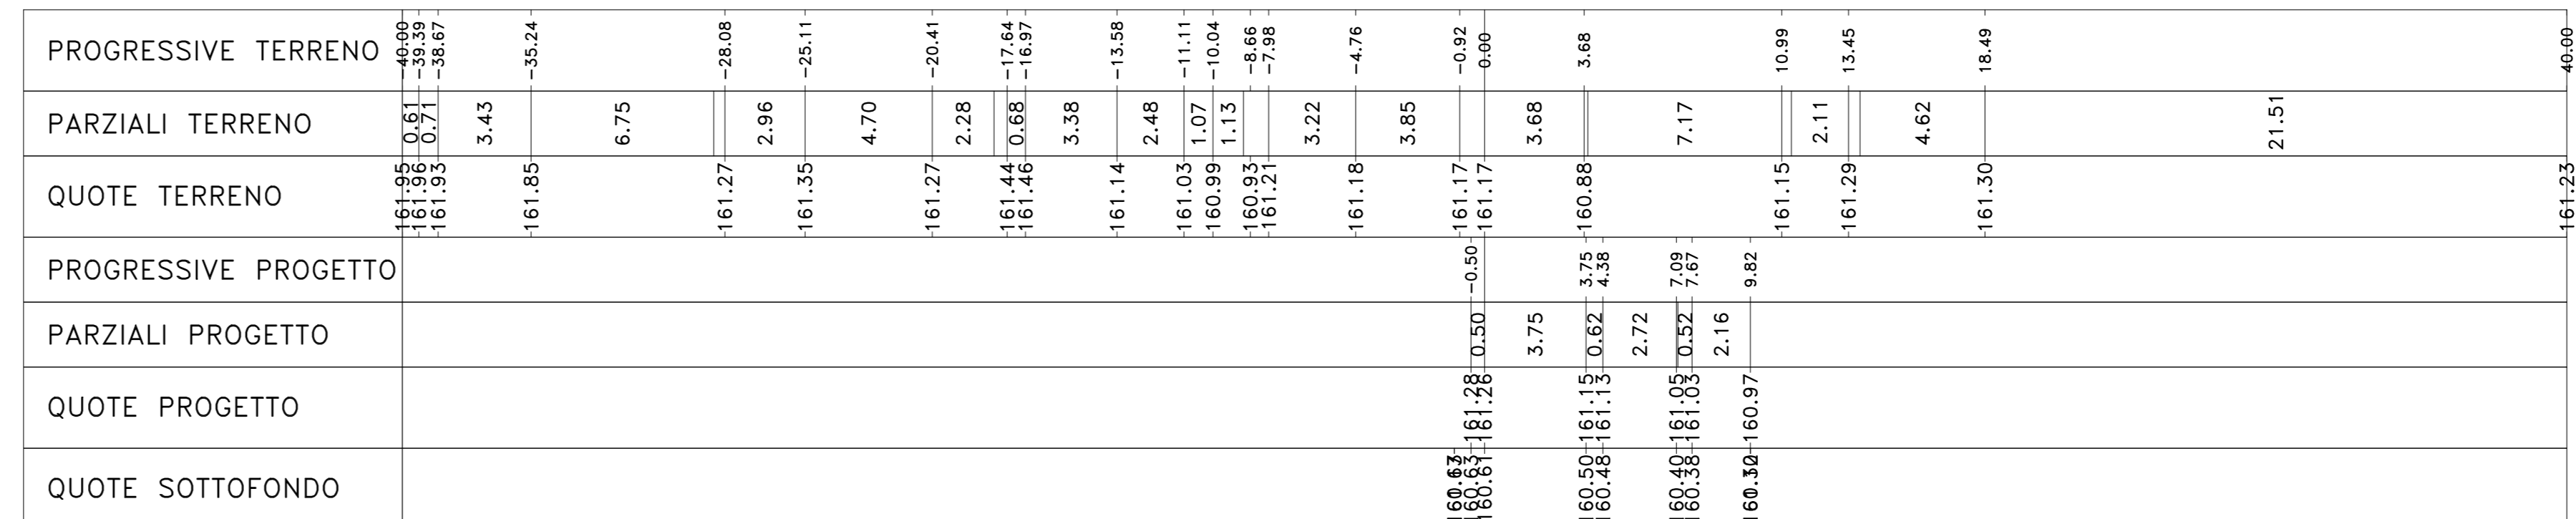 PROGRESSIVE TERRENO -40.00 -39.39 -38.67 -35.24 -28.08 -25.11 -20.41 -17.64 -16.97 -13.58 -11.11 -10.04 -8.66 -7.98 -4.76 -0.92 0.00 3.68 10.99 13.45 18.49 40.00
PARZIALI TERRENO 0.61 0.71 3.43 6.75 2.96 4.70 2.28 0.68 3.38 2.48 1.07 1.13 3.22 3.85 3.68 7.17 2.11 4.62 21.51
QUOTE TERRENO 161.95 161.96 161.93 161.85 161.27 161.35 161.27 161.44 161.46 161.14 161.03 160.99 160.93 161.21 161.18 161.17 161.17 160.88 161.15 161.29 161.30 161.23
PROGRESSIVE PROGETTO -0.50 3.75 4.38 7.09 7.67 9.82
PARZIALI PROGETTO 0.50 3.75 0.62 2.72 0.52 2.16
QUOTE PROGETTO 161.28 161.26 161.15 161.13 161.05 161.03 160.97
QUOTE SOTTOFONDO 160.63 160.61 160.50 160.48 160.40 160.38